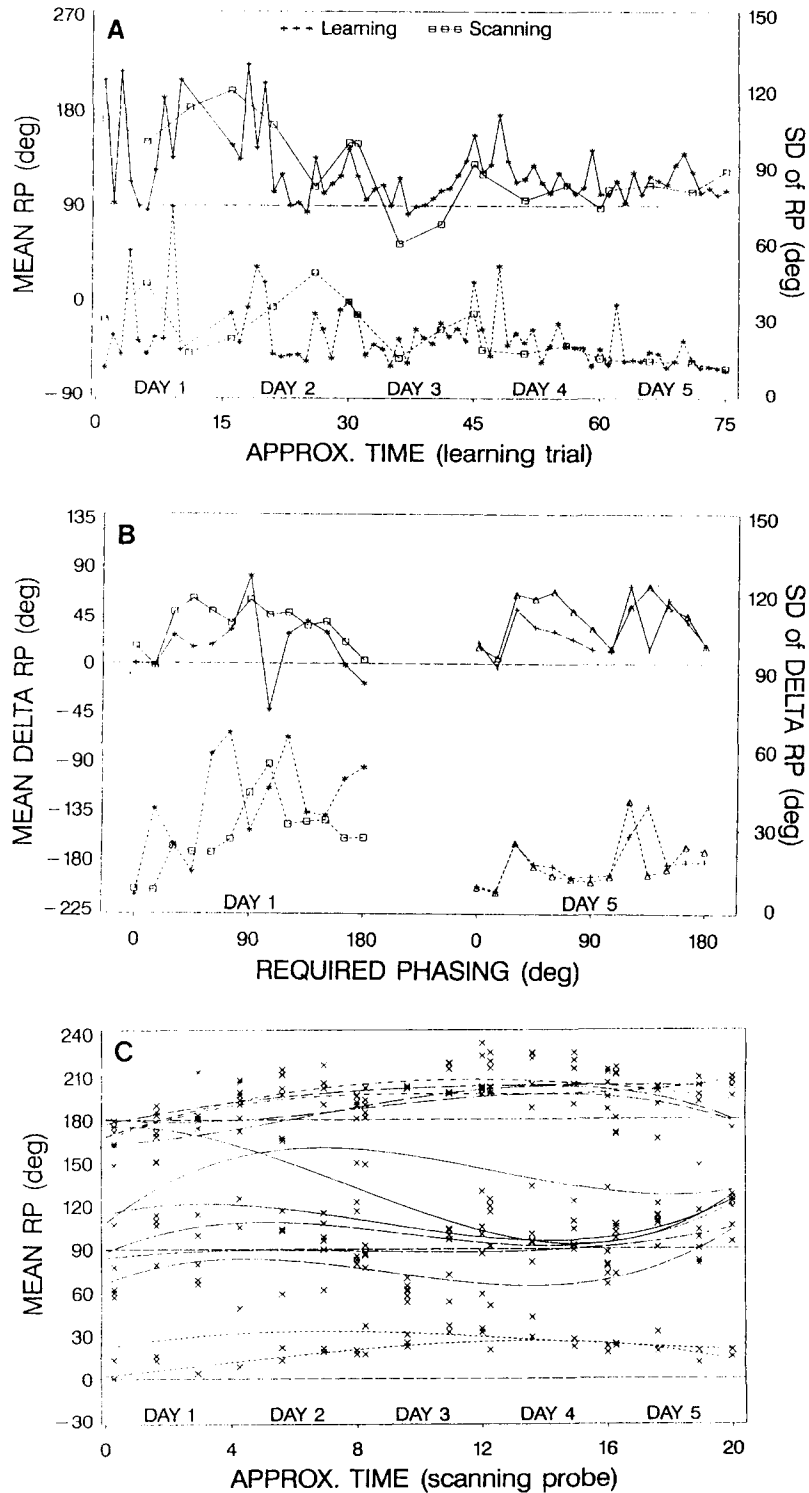 A
+ + + Learning
□ □ □ Scanning
270
180
90
0
−90
MEAN RP (deg)
150
120
90
60
30
0
SD of RP (deg)
DAY 1
DAY 2
DAY 3
DAY 4
DAY 5
0
15
30
45
60
75
APPROX. TIME (learning trial)
B
135
90
45
0
−45
−90
−135
−180
−225
MEAN DELTA RP (deg)
150
120
90
60
30
0
SD of DELTA RP (deg)
DAY 1
DAY 5
0
90
180
0
90
180
REQUIRED PHASING (deg)
C
240
210
180
150
120
90
60
30
0
−30
MEAN RP (deg)
DAY 1
DAY 2
DAY 3
DAY 4
DAY 5
0
4
8
12
16
20
APPROX. TIME (scanning probe)